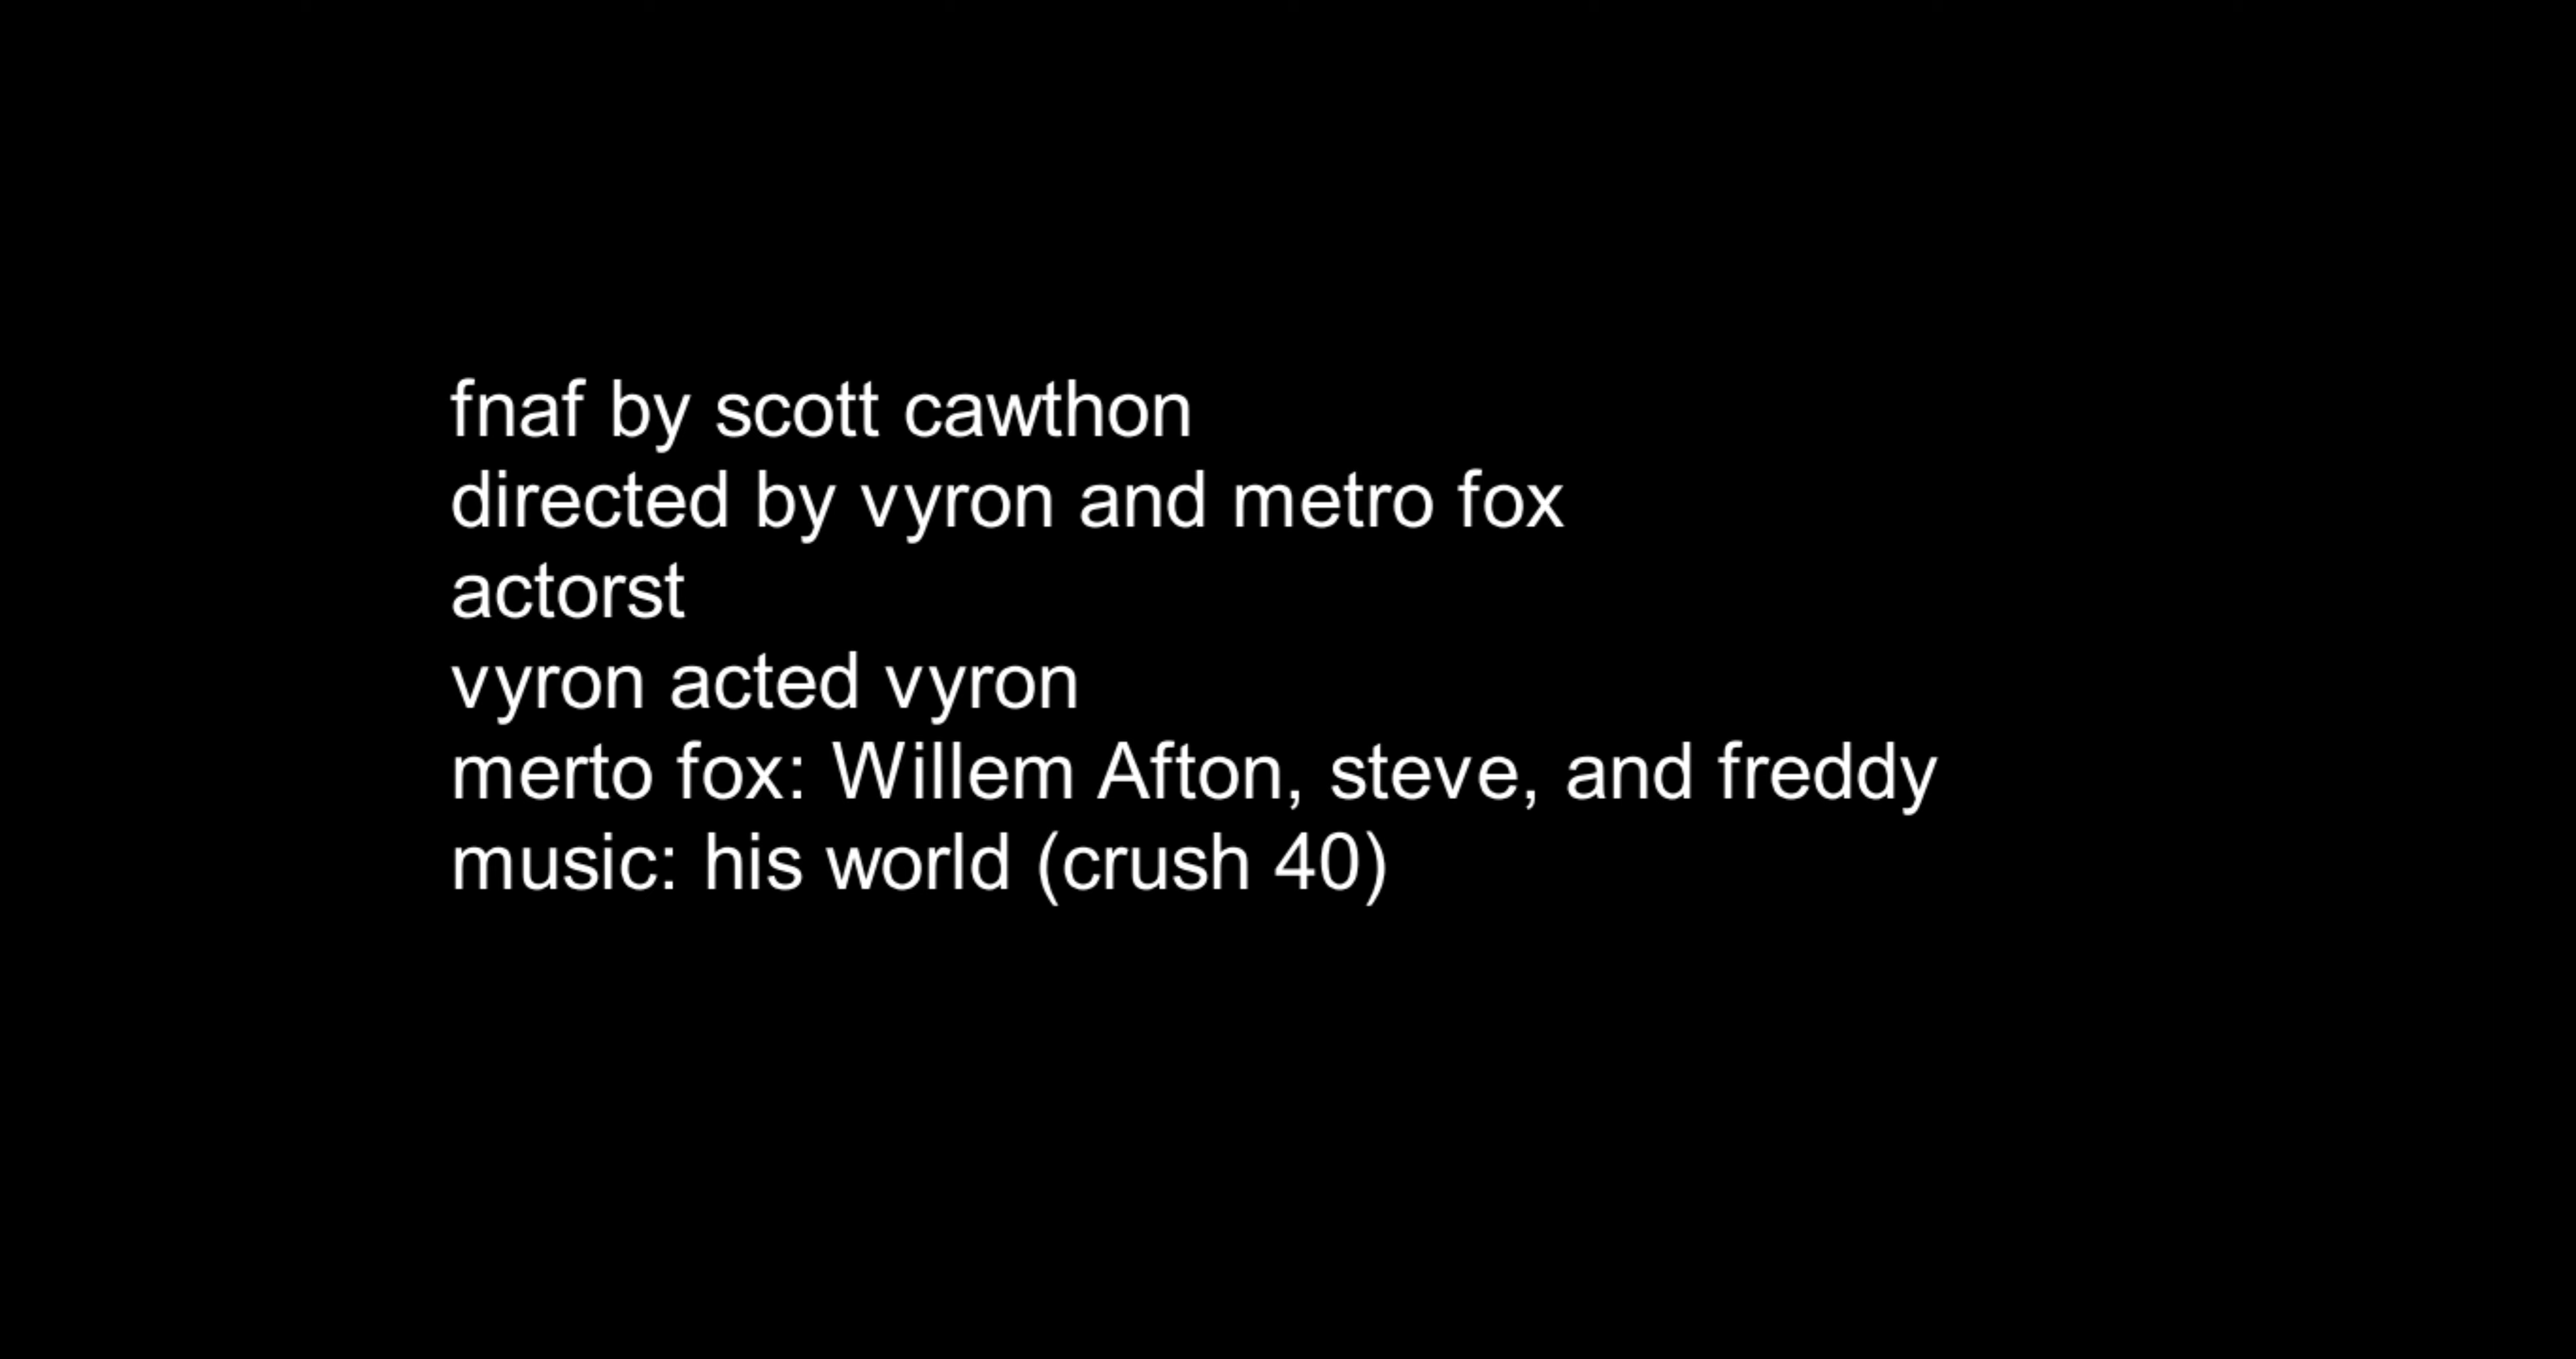 fnaf by scott cawthon
directed by vyron and metro fox
actorst
vyron acted vyron
merto fox: Willem Afton, steve, and freddy
music: his world (crush 40)